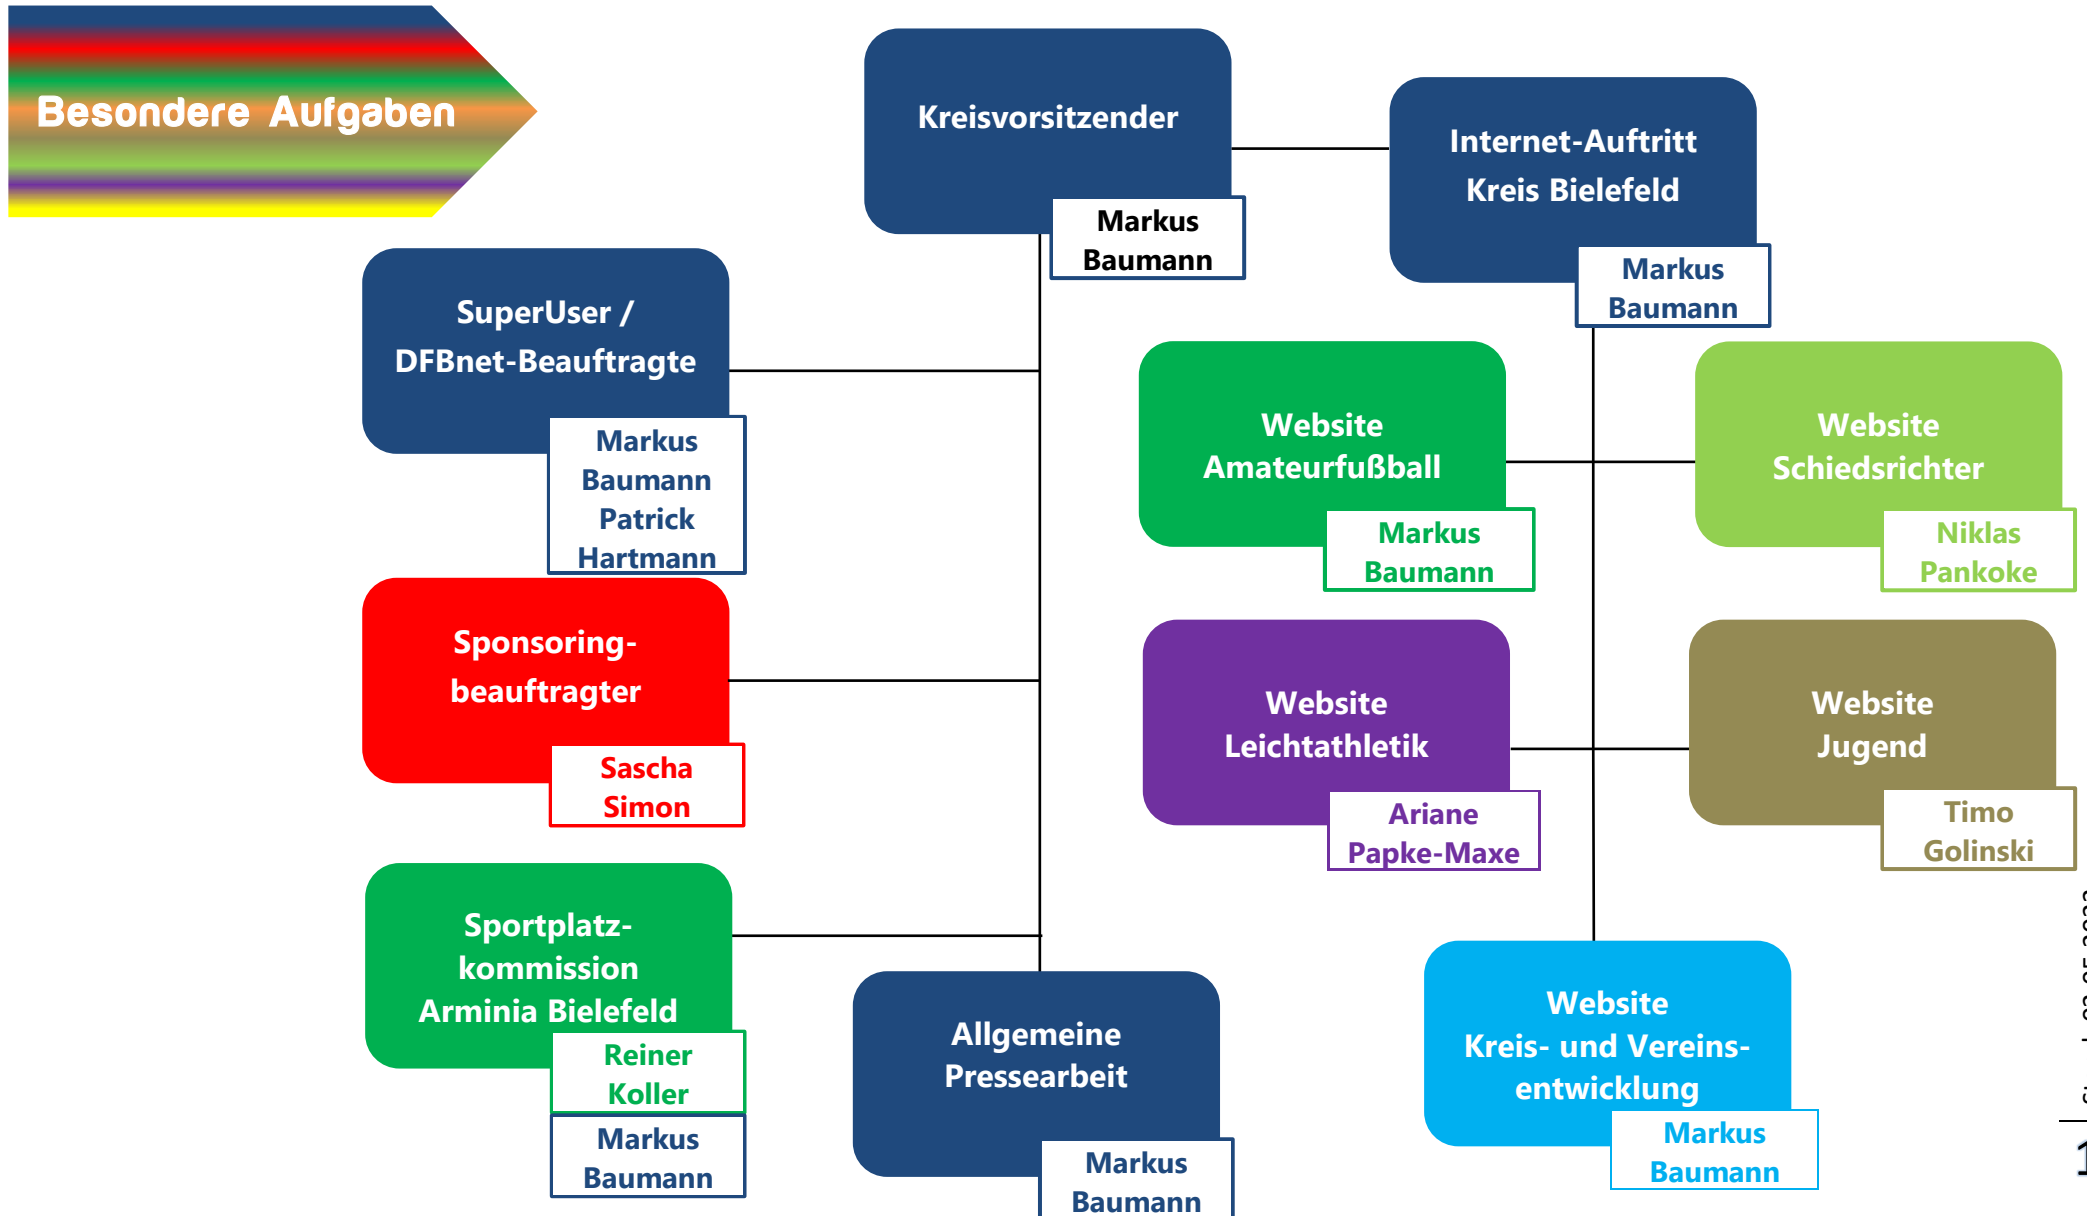 Besondere Aufgaben
Kreisvorsitzender
Markus
Baumann
Internet-Auftritt
Kreis Bielefeld
Markus
Baumann
SuperUser /
DFBnet-Beauftragte
Markus
Baumann
Patrick
Hartmann
Website
Amateurfußball
Markus
Baumann
Website
Schiedsrichter
Niklas
Pankoke
Sponsoring-
beauftragter
Sascha
Simon
Website
Leichtathletik
Ariane
Papke-Maxe
Website
Jugend
Timo
Golinski
Sportplatz-
kommission
Arminia Bielefeld
Reiner
Koller
Markus
Baumann
Allgemeine
Pressearbeit
Markus
Baumann
Website
Kreis- und Vereins-
entwicklung
Markus
Baumann